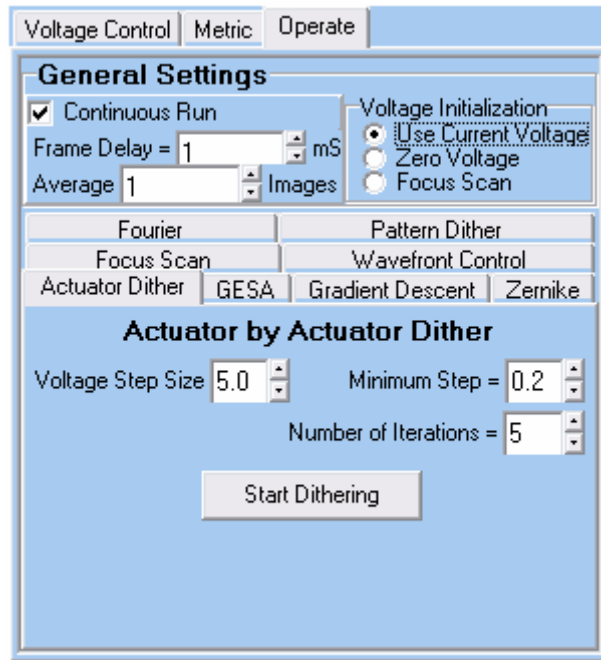 Voltage Control Metric Operate
General Settings
Continuous Run
Frame Delay = 1 mS
Average 1 Images
Voltage Initialization
Use Current Voltage
Zero Voltage
Focus Scan
Fourier Pattern Dither
Focus Scan Wavefront Control
Actuator Dither GESA Gradient Descent Zernike
Actuator by Actuator Dither
Voltage Step Size 5.0 Minimum Step = 0.2
Number of Iterations = 5
Start Dithering